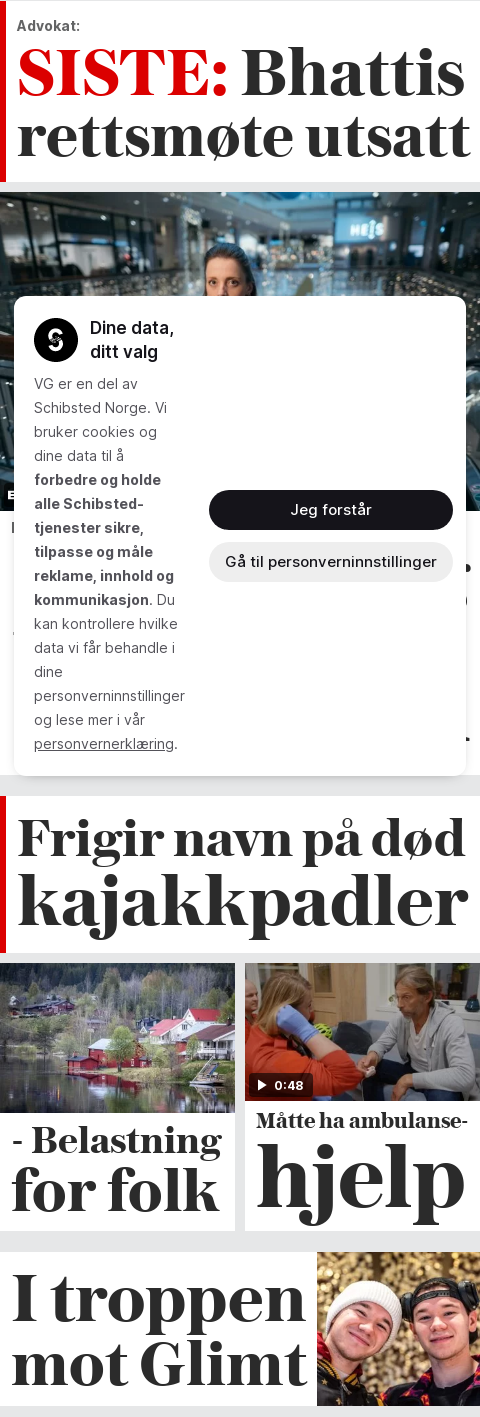 Advokat:
SISTE: Bhattis
rettsmøte utsatt
HEIS
Dine data,
ditt valg
VG er en del av
Schibsted Norge. Vi
bruker cookies og
dine data til å
forbedre og holde
alle Schibsted-
tjenester sikre,
tilpasse og måle
reklame, innhold og
kommunikasjon. Du
kan kontrollere hvilke
data vi får behandle i
dine
personverninnstillinger
og lese mer i vår
personvernerklæring.
Jeg forstår
Gå til personverninnstillinger
Frigir navn på død
kajakkpadler
0:48
- Belastning
for folk
Måtte ha ambulanse-
hjelp
I troppen
mot Glimt